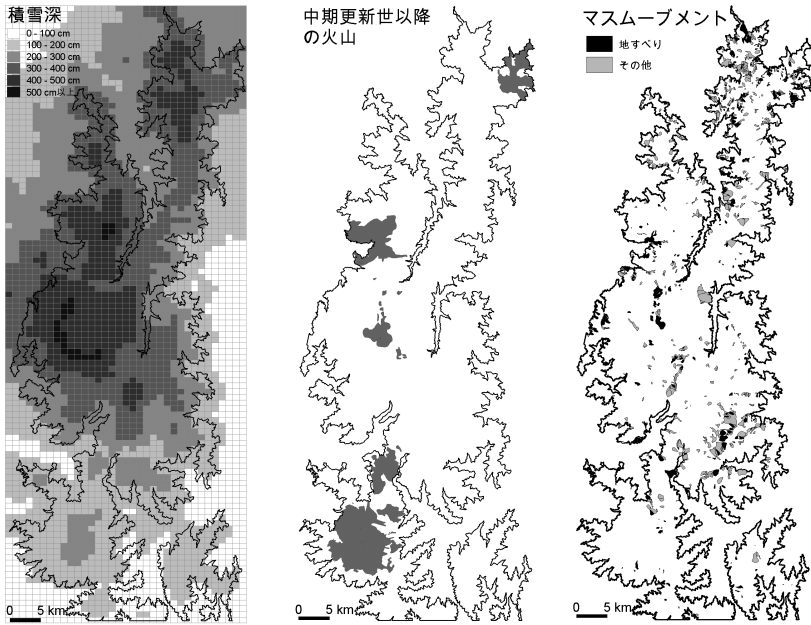 積雪深
0 - 100 cm
100 - 200 cm
200 - 300 cm
300 - 400 cm
400 - 500 cm
500 cm以上
0 5 km
中期更新世以降
の火山
0 5 km
マスムーブメント
地すべり
その他
0 5 km